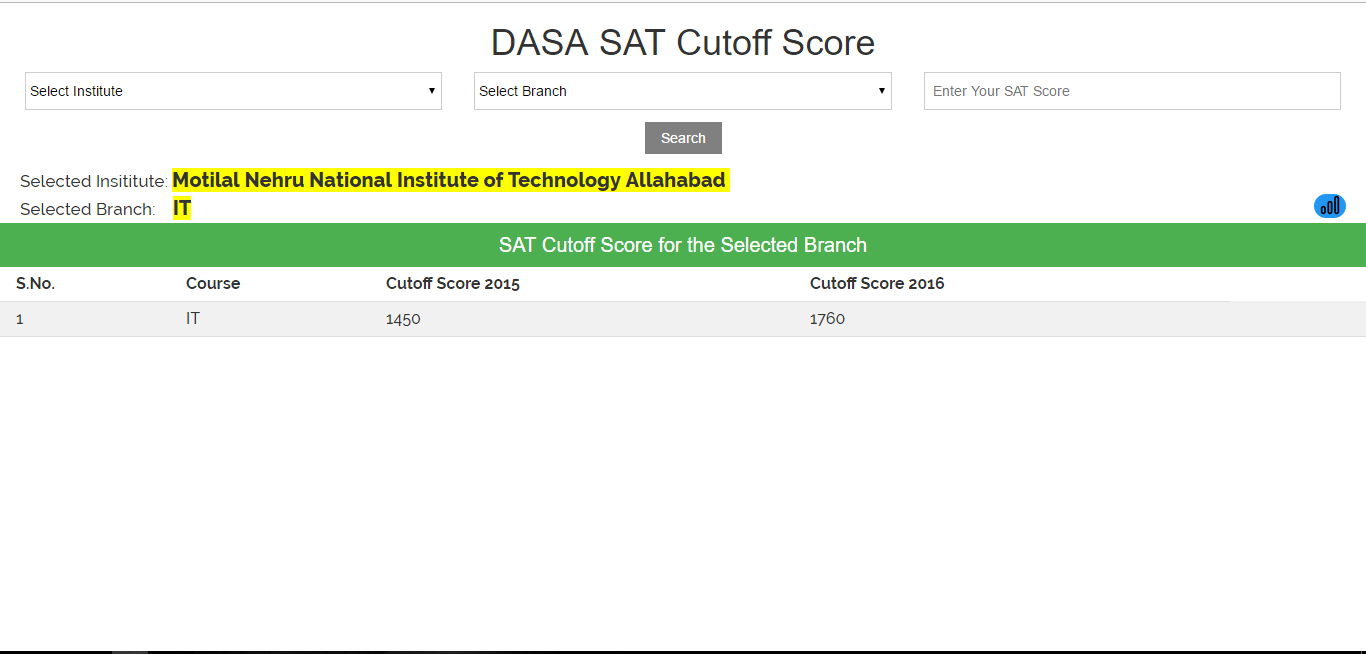 DASA SAT Cutoff Score
Select Institute Select Branch Enter Your SAT Score
Search
Selected Insititute: Motilal Nehru National Institute of Technology Allahabad
Selected Branch: IT
SAT Cutoff Score for the Selected Branch
S.No. Course Cutoff Score 2015 Cutoff Score 2016
1 IT 1450 1760